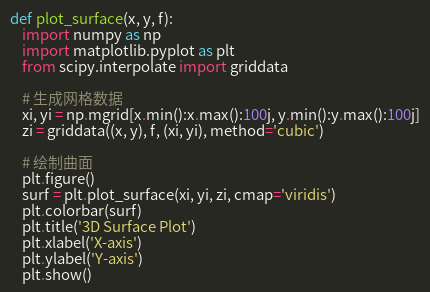 def plot_surface(x, y, f):
    import numpy as np
    import matplotlib.pyplot as plt
    from scipy.interpolate import griddata

    # 生成网格数据
    xi, yi = np.mgrid[x.min():x.max():100j, y.min():y.max():100j]
    zi = griddata((x, y), f, (xi, yi), method='cubic')

    # 绘制曲面
    plt.figure()
    surf = plt.plot_surface(xi, yi, zi, cmap='viridis')
    plt.colorbar(surf)
    plt.title('3D Surface Plot')
    plt.xlabel('X-axis')
    plt.ylabel('Y-axis')
    plt.show()